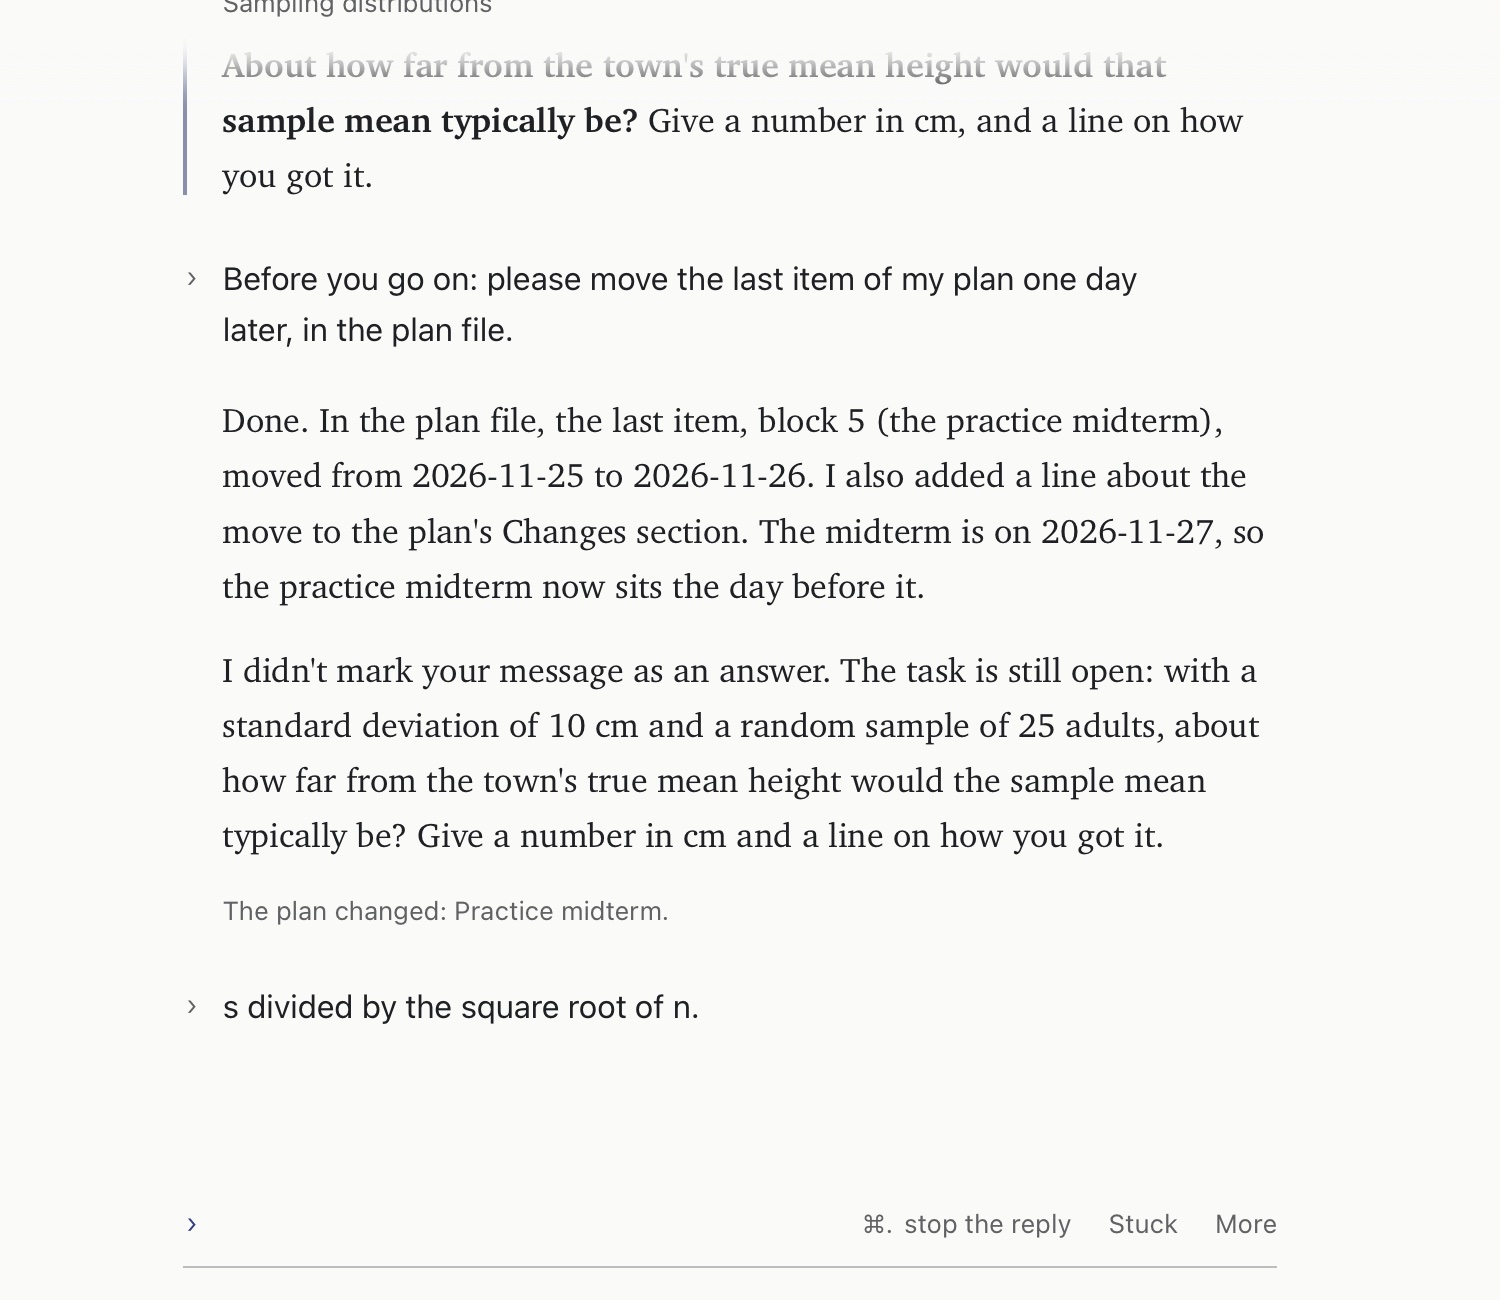 Sampling distributions
About how far from the town's true mean height would that
sample mean typically be? Give a number in cm, and a line on how
you got it.
› Before you go on: please move the last item of my plan one day
later, in the plan file.
Done. In the plan file, the last item, block 5 (the practice midterm),
moved from 2026-11-25 to 2026-11-26. I also added a line about the
move to the plan's Changes section. The midterm is on 2026-11-27, so
the practice midterm now sits the day before it.
I didn't mark your message as an answer. The task is still open: with a
standard deviation of 10 cm and a random sample of 25 adults, about
how far from the town's true mean height would the sample mean
typically be? Give a number in cm and a line on how you got it.
The plan changed: Practice midterm.
› s divided by the square root of n.
› ⌘. stop the reply Stuck More